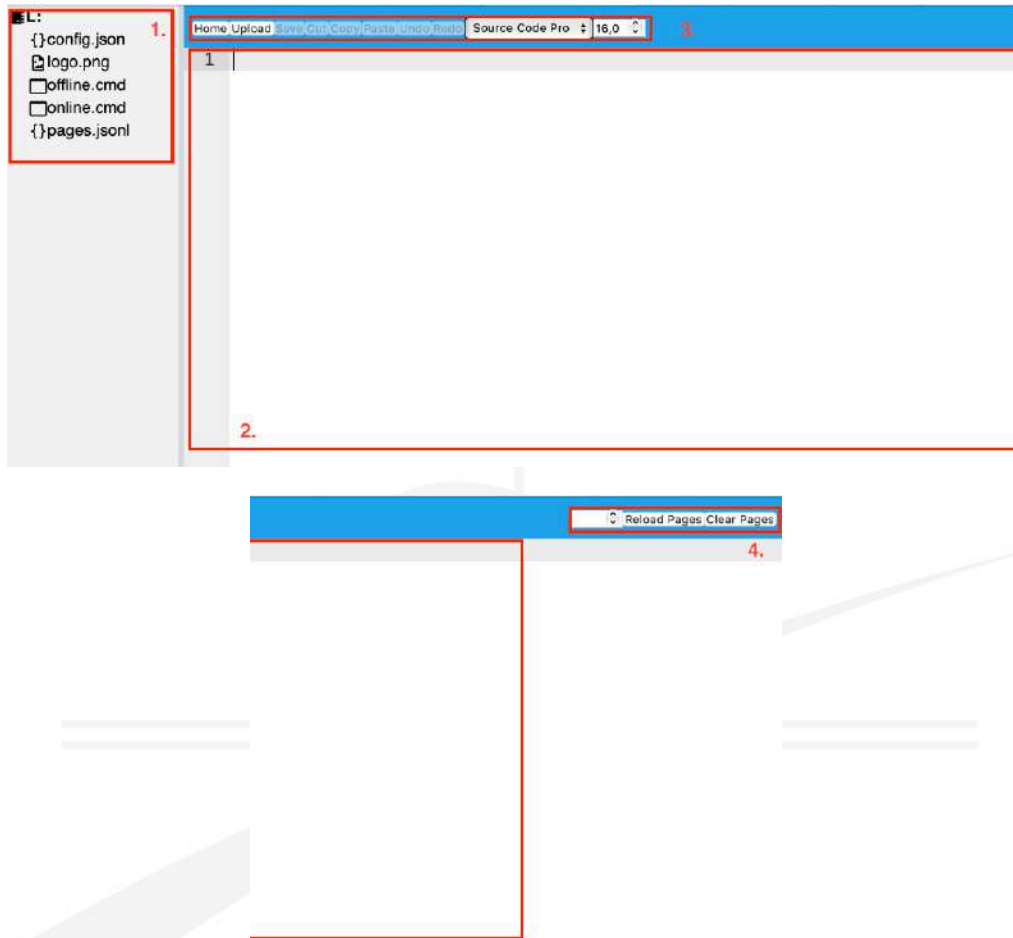 L:
{}config.json
logo.png
offline.cmd
online.cmd
{}pages.jsonl
1.
Home Upload Save Cut Copy Paste Undo Redo Source Code Pro 16,0
3.
1
2.
Reload Pages Clear Pages
4.